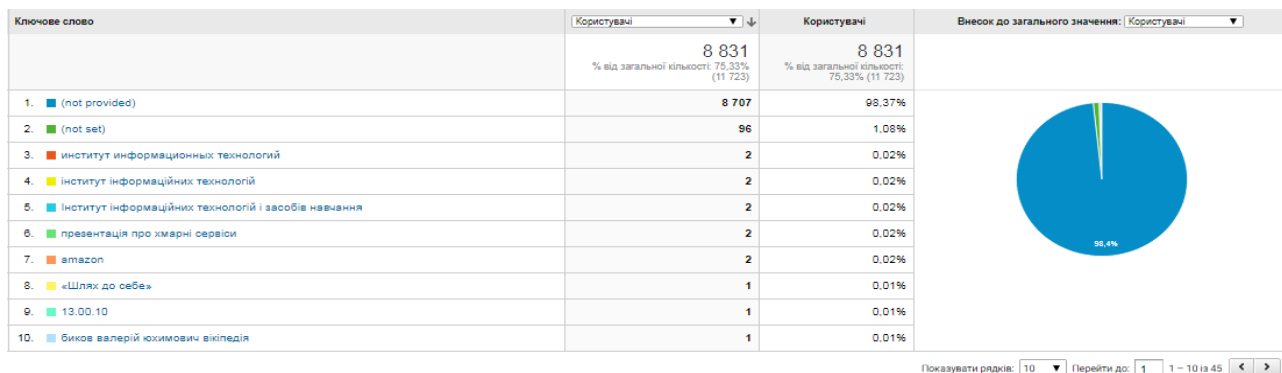 Ключове слово Користувачі Користувачі Внесок до загального значення: Користувачі
8 831 8 831
% від загальної кількості: 75,33% % від загальної кількості:
(11 723) 75,33% (11 723)
1. (not provided) 8 707 98,37%
2. (not set) 96 1,08%
3. институт информационных технологий 2 0,02%
4. інститут інформаційних технологій 2 0,02%
5. Інститут інформаційних технологій і засобів навчання 2 0,02%
6. презентація про хмарні сервіси 2 0,02%
7. amazon 2 0,02%
8. «Шлях до себе» 1 0,01%
9. 13.00.10 1 0,01%
10. биков валерій юхимович вікіпедія 1 0,01%
98,4%
Показувати рядків: 10 Перейти до: 1 1 – 10 із 45